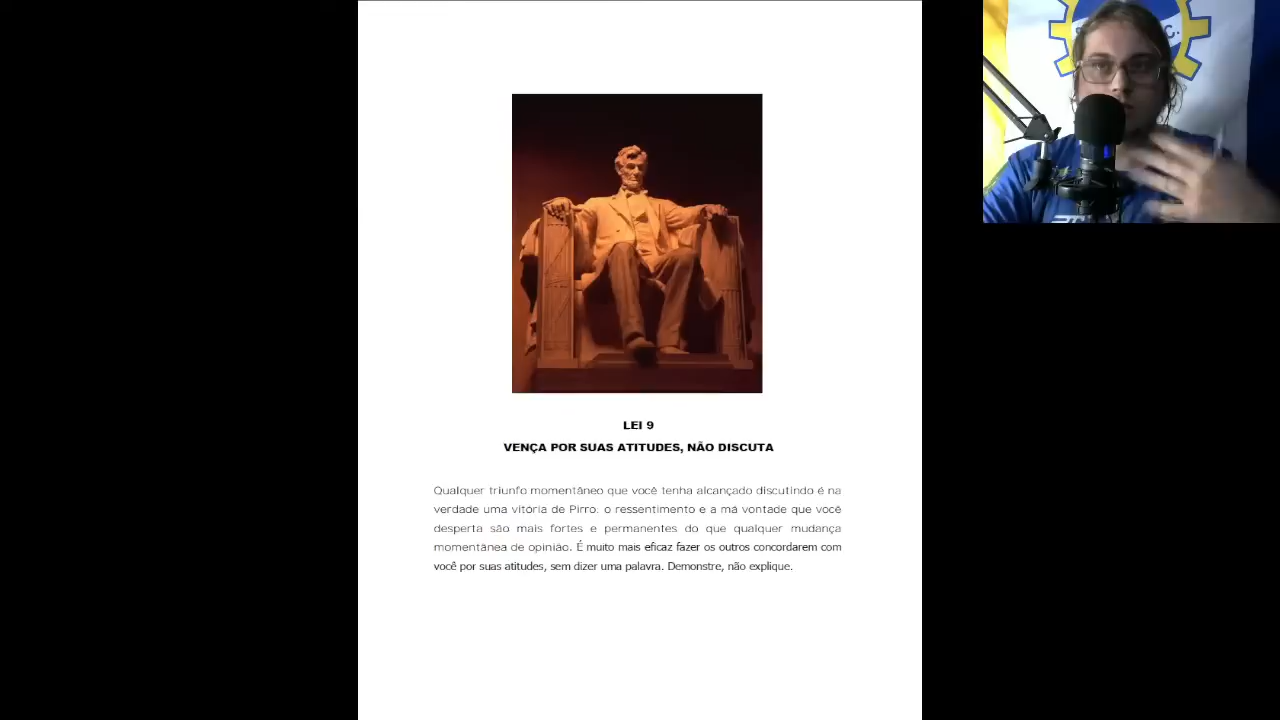 LEI 9
VENÇA POR SUAS ATITUDES, NÃO DISCUTA
Qualquer triunfo momentâneo que você tenha alcançado discutindo é na
verdade uma vitória de Pirro: o ressentimento e a má vontade que você
desperta são mais fortes e permanentes do que qualquer mudança
momentânea de opinião. É muito mais eficaz fazer os outros concordarem com
você por suas atitudes, sem dizer uma palavra. Demonstre, não explique.